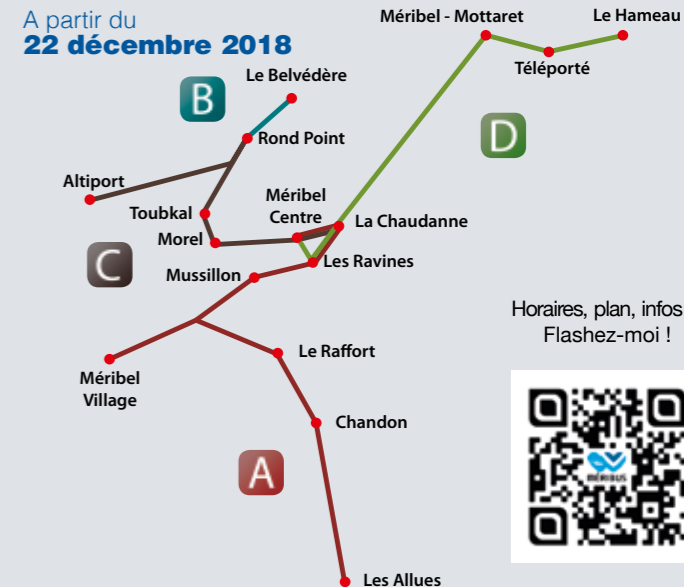 A partir du
22 décembre 2018
Méribel - Mottaret
Le Hameau
Téléporté
Le Belvédère
B
Rond Point
D
Altiport
Toubkal
Méribel
Centre
La Chaudanne
Morel
C
Les Ravines
Mussillon
Horaires, plan, infos
Flashez-moi !
Le Raffort
Méribel
Village
Chandon
A
MÉRIBUS
Les Allues